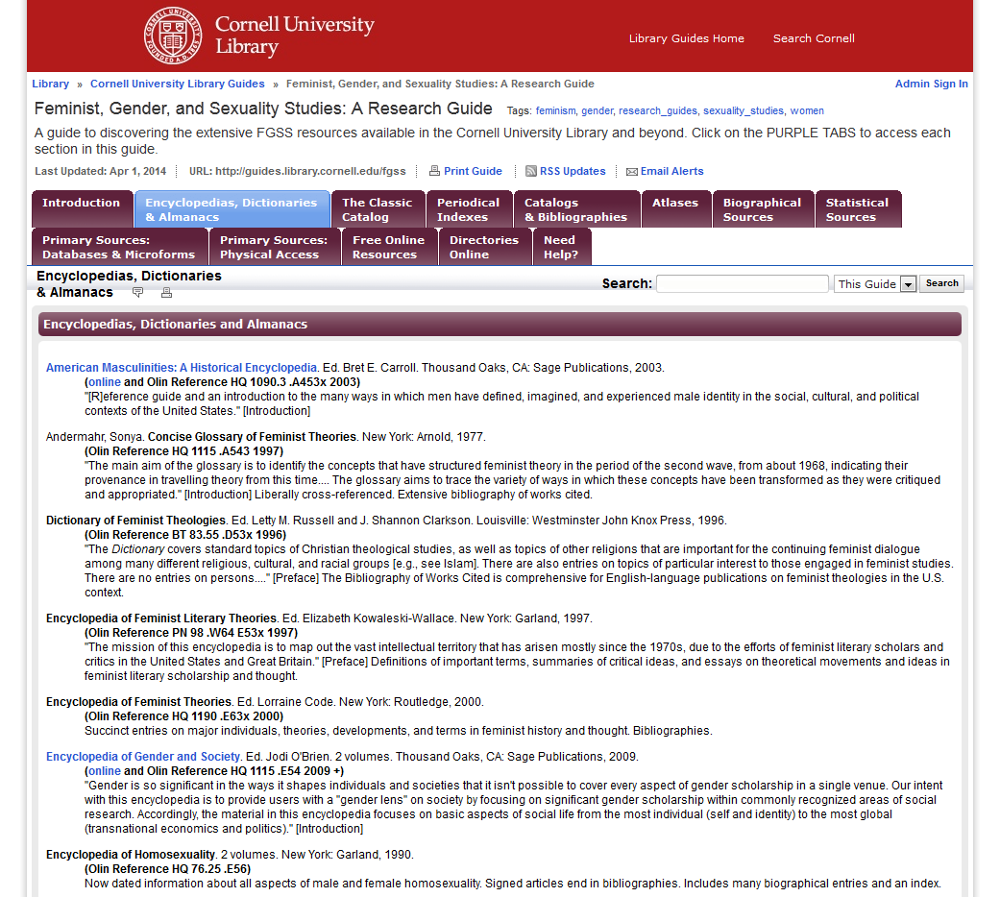 Cornell University
Library
Library Guides Home
Search Cornell
Library » Cornell University Library Guides » Feminist, Gender, and Sexuality Studies: A Research Guide
Admin Sign In
Feminist, Gender, and Sexuality Studies: A Research Guide Tags: feminism, gender, research_guides, sexuality_studies, women
A guide to discovering the extensive FGSS resources available in the Cornell University Library and beyond. Click on the PURPLE TABS to access each
section in this guide.
Last Updated: Apr 1, 2014 URL: http://guides.library.cornell.edu/fgss Print Guide RSS Updates Email Alerts
Introduction
Encyclopedias, Dictionaries
& Almanacs
The Classic
Catalog
Periodical
Indexes
Catalogs
& Bibliographies
Atlases
Biographical
Sources
Statistical
Sources
Primary Sources:
Databases & Microforms
Primary Sources:
Physical Access
Free Online
Resources
Directories
Online
Need
Help?
Encyclopedias, Dictionaries
& Almanacs
Search: This Guide Search
Encyclopedias, Dictionaries and Almanacs
American Masculinities: A Historical Encyclopedia. Ed. Bret E. Carroll. Thousand Oaks, CA: Sage Publications, 2003.
(online and Olin Reference HQ 1090.3 .A453x 2003)
"[R]eference guide and an introduction to the many ways in which men have defined, imagined, and experienced male identity in the social, cultural, and political
contexts of the United States." [Introduction]
Andermahr, Sonya. Concise Glossary of Feminist Theories. New York: Arnold, 1977.
(Olin Reference HQ 1115 .A543 1997)
"The main aim of the glossary is to identify the concepts that have structured feminist theory in the period of the second wave, from about 1968, indicating their
provenance in travelling theory from this time.... The glossary aims to trace the variety of ways in which these concepts have been transformed as they were critiqued
and appropriated." [Introduction] Liberally cross-referenced. Extensive bibliography of works cited.
Dictionary of Feminist Theologies. Ed. Letty M. Russell and J. Shannon Clarkson. Louisville: Westminster John Knox Press, 1996.
(Olin Reference BT 83.55 .D53x 1996)
"The Dictionary covers standard topics of Christian theological studies, as well as topics of other religions that are important for the continuing feminist dialogue
among many different religious, cultural, and racial groups [e.g., see Islam]. There are also entries on topics of particular interest to those engaged in feminist studies.
There are no entries on persons...." [Preface] The Bibliography of Works Cited is comprehensive for English-language publications on feminist theologies in the U.S.
context.
Encyclopedia of Feminist Literary Theories. Ed. Elizabeth Kowaleski-Wallace. New York: Garland, 1997.
(Olin Reference PN 98 .W64 E53x 1997)
"The mission of this encyclopedia is to map out the vast intellectual territory that has arisen mostly since the 1970s, due to the efforts of feminist literary scholars and
critics in the United States and Great Britain." [Preface] Definitions of important terms, summaries of critical ideas, and essays on theoretical movements and ideas in
feminist literary scholarship and thought.
Encyclopedia of Feminist Theories. Ed. Lorraine Code. New York: Routledge, 2000.
(Olin Reference HQ 1190 .E63x 2000)
Succinct entries on major individuals, theories, developments, and terms in feminist history and thought. Bibliographies.
Encyclopedia of Gender and Society. Ed. Jodi O'Brien. 2 volumes. Thousand Oaks, CA: Sage Publications, 2009.
(online and Olin Reference HQ 1115 .E54 2009 +)
"Gender is so significant in the ways it shapes individuals and societies that it isn't possible to cover every aspect of gender scholarship in a single venue. Our intent
with this encyclopedia is to provide users with a "gender lens" on society by focusing on significant gender scholarship within commonly recognized areas of social
research. Accordingly, the material in this encyclopedia focuses on basic aspects of social life from the most individual (self and identity) to the most global
(transnational economics and politics)." [Introduction]
Encyclopedia of Homosexuality. 2 volumes. New York: Garland, 1990.
(Olin Reference HQ 76.25 .E56)
Now dated information about all aspects of male and female homosexuality. Signed articles end in bibliographies. Includes many biographical entries and an index.